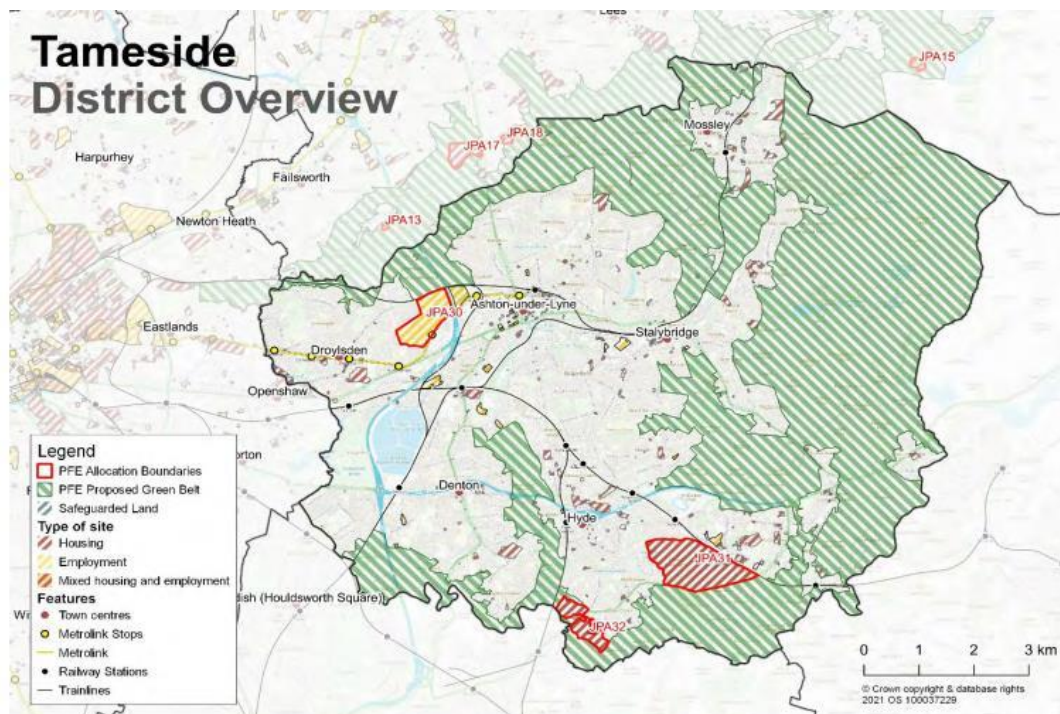 Tameside
District Overview
Lees
JPA15
Mossley
JPA18
JPA17
Harpurhey
Failsworth
JPA13
Newton Heath
Ashton-under-Lyne
JPA30
Eastlands
Stalybridge
Droylsden
Openshaw
Denton
Hyde
JPA31
dish (Houldsworth Square)
JPA32
Legend
PFE Allocation Boundaries
PFE Proposed Green Belt
Safeguarded Land
Type of site
Housing
Employment
Mixed housing and employment
Features
Town centres
Metrolink Stops
Metrolink
Railway Stations
Trainlines
0 1 2 3 km
© Crown copyright & database rights
2021 OS 100037229